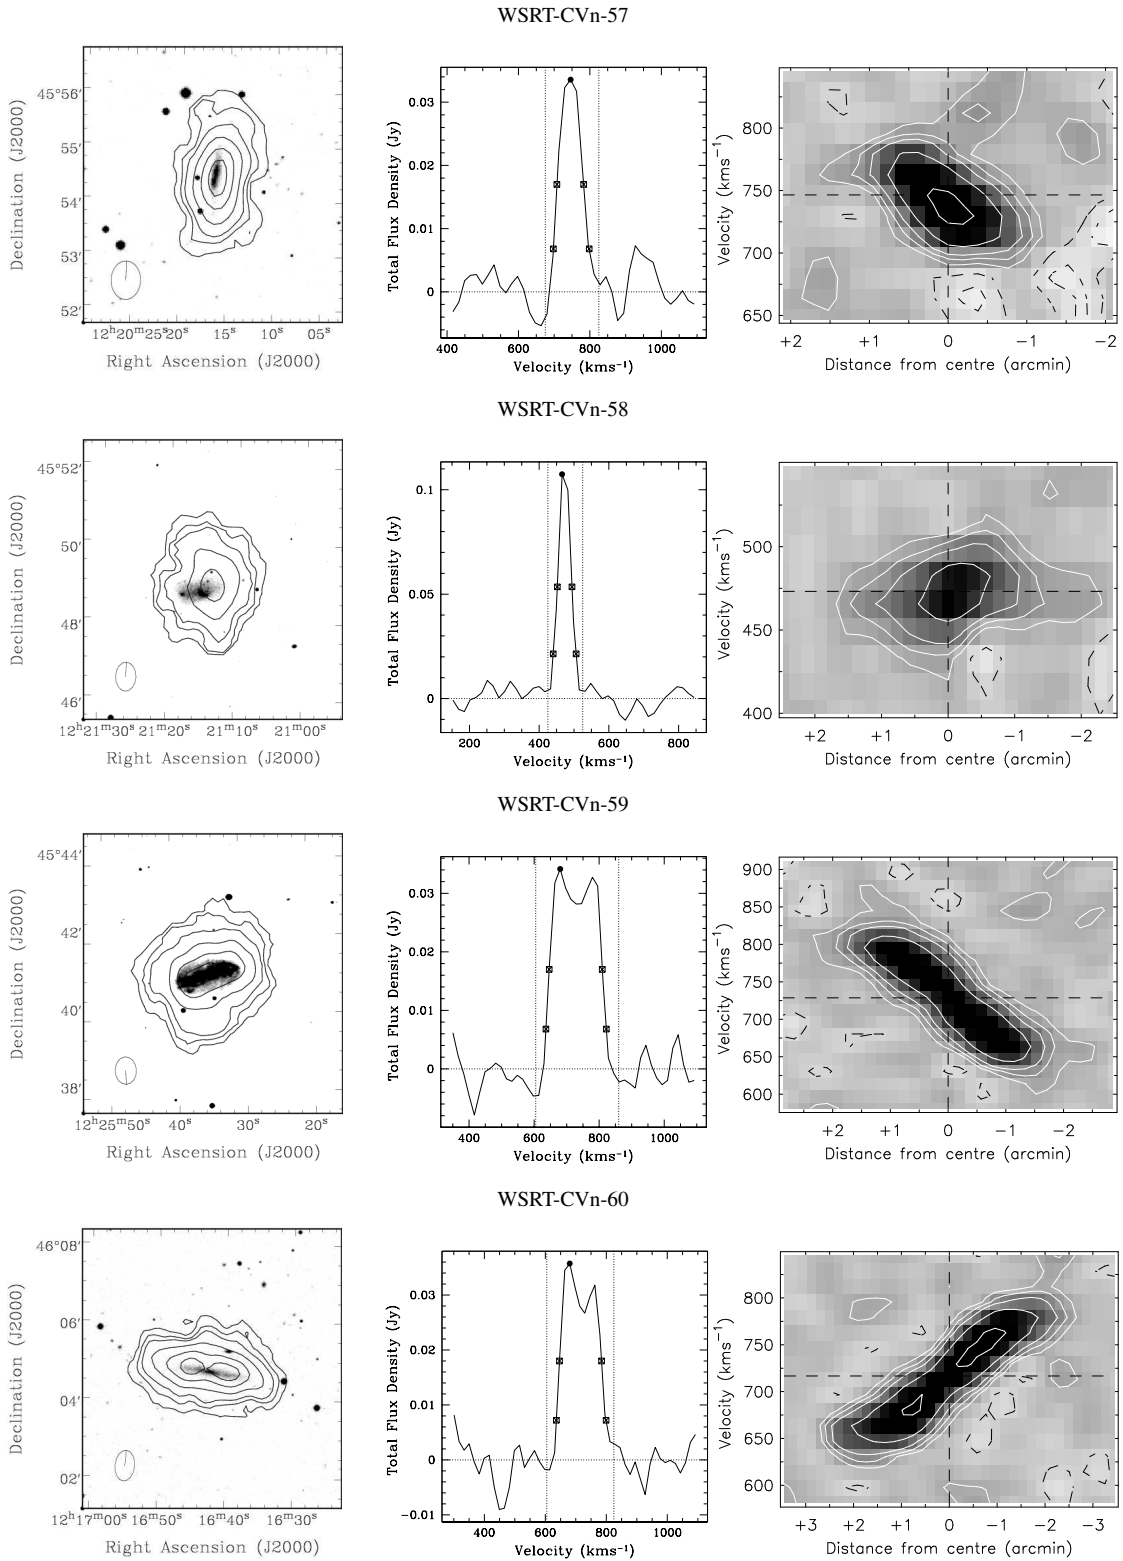 WSRT-CVn-57
45°56′
55′
54′
53′
52′
Declination (J2000)
12ʰ20ᵐ25ˢ 20ˢ 15ˢ 10ˢ 05ˢ
Right Ascension (J2000)
0.03
0.02
0.01
0
Total Flux Density (Jy)
400 600 800 1000
Velocity (kms⁻¹)
800
750
700
650
Velocity (kms⁻¹)
+2 +1 0 −1 −2
Distance from centre (arcmin)
WSRT-CVn-58
45°52′
50′
48′
46′
Declination (J2000)
12ʰ21ᵐ30ˢ 21ᵐ20ˢ 21ᵐ10ˢ 21ᵐ00ˢ
Right Ascension (J2000)
0.1
0.05
0
Total Flux Density (Jy)
200 400 600 800
Velocity (kms⁻¹)
500
450
400
Velocity (kms⁻¹)
+2 +1 0 −1 −2
Distance from centre (arcmin)
WSRT-CVn-59
45°44′
42′
40′
38′
Declination (J2000)
12ʰ25ᵐ50ˢ 40ˢ 30ˢ 20ˢ
Right Ascension (J2000)
0.03
0.02
0.01
0
Total Flux Density (Jy)
400 600 800 1000
Velocity (kms⁻¹)
900
850
800
750
700
650
600
Velocity (kms⁻¹)
+2 +1 0 −1 −2
Distance from centre (arcmin)
WSRT-CVn-60
46°08′
06′
04′
02′
Declination (J2000)
12ʰ17ᵐ00ˢ 16ᵐ50ˢ 16ᵐ40ˢ 16ᵐ30ˢ
Right Ascension (J2000)
0.03
0.02
0.01
0
−0.01
Total Flux Density (Jy)
400 600 800 1000
Velocity (kms⁻¹)
800
750
700
650
600
Velocity (kms⁻¹)
+3 +2 +1 0 −1 −2 −3
Distance from centre (arcmin)